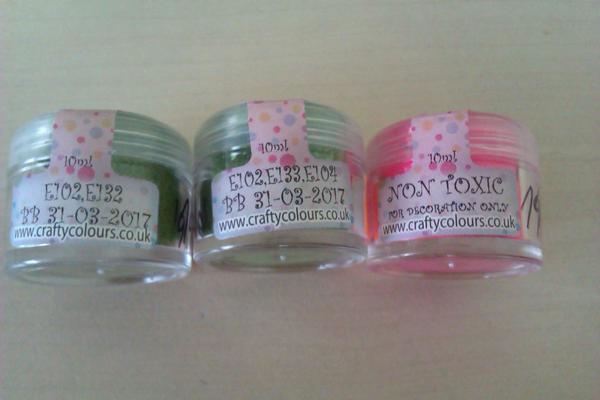 10ml
E102,E132
BB 31-03-2017
www.craftycolours.co.uk
10ml
E102,E133,E104
BB 31-03-2017
www.craftycolours.co.uk
10ml
NON TOXIC
FOR DECORATION ONLY
www.craftycolours.co.uk